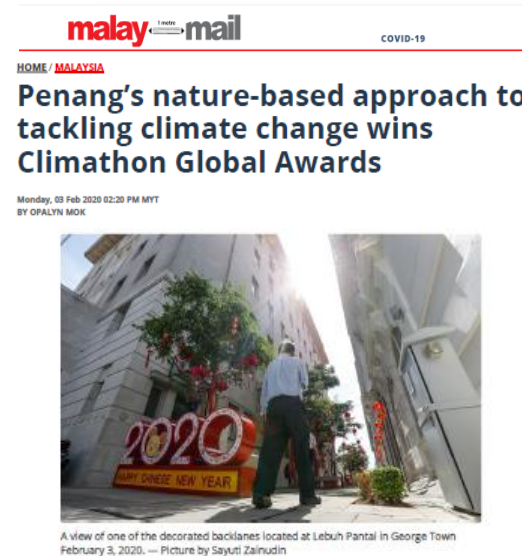 malay 1 metre mail
COVID-19
HOME / MALAYSIA
Penang's nature-based approach to
tackling climate change wins
Climathon Global Awards
Monday, 03 Feb 2020 02:20 PM MYT
BY OPALYN MOK
2020
HAPPY CHINESE NEW YEAR
A view of one of the decorated backlanes located at Lebuh Pantai in George Town
February 3, 2020. — Picture by Sayuti Zainudin